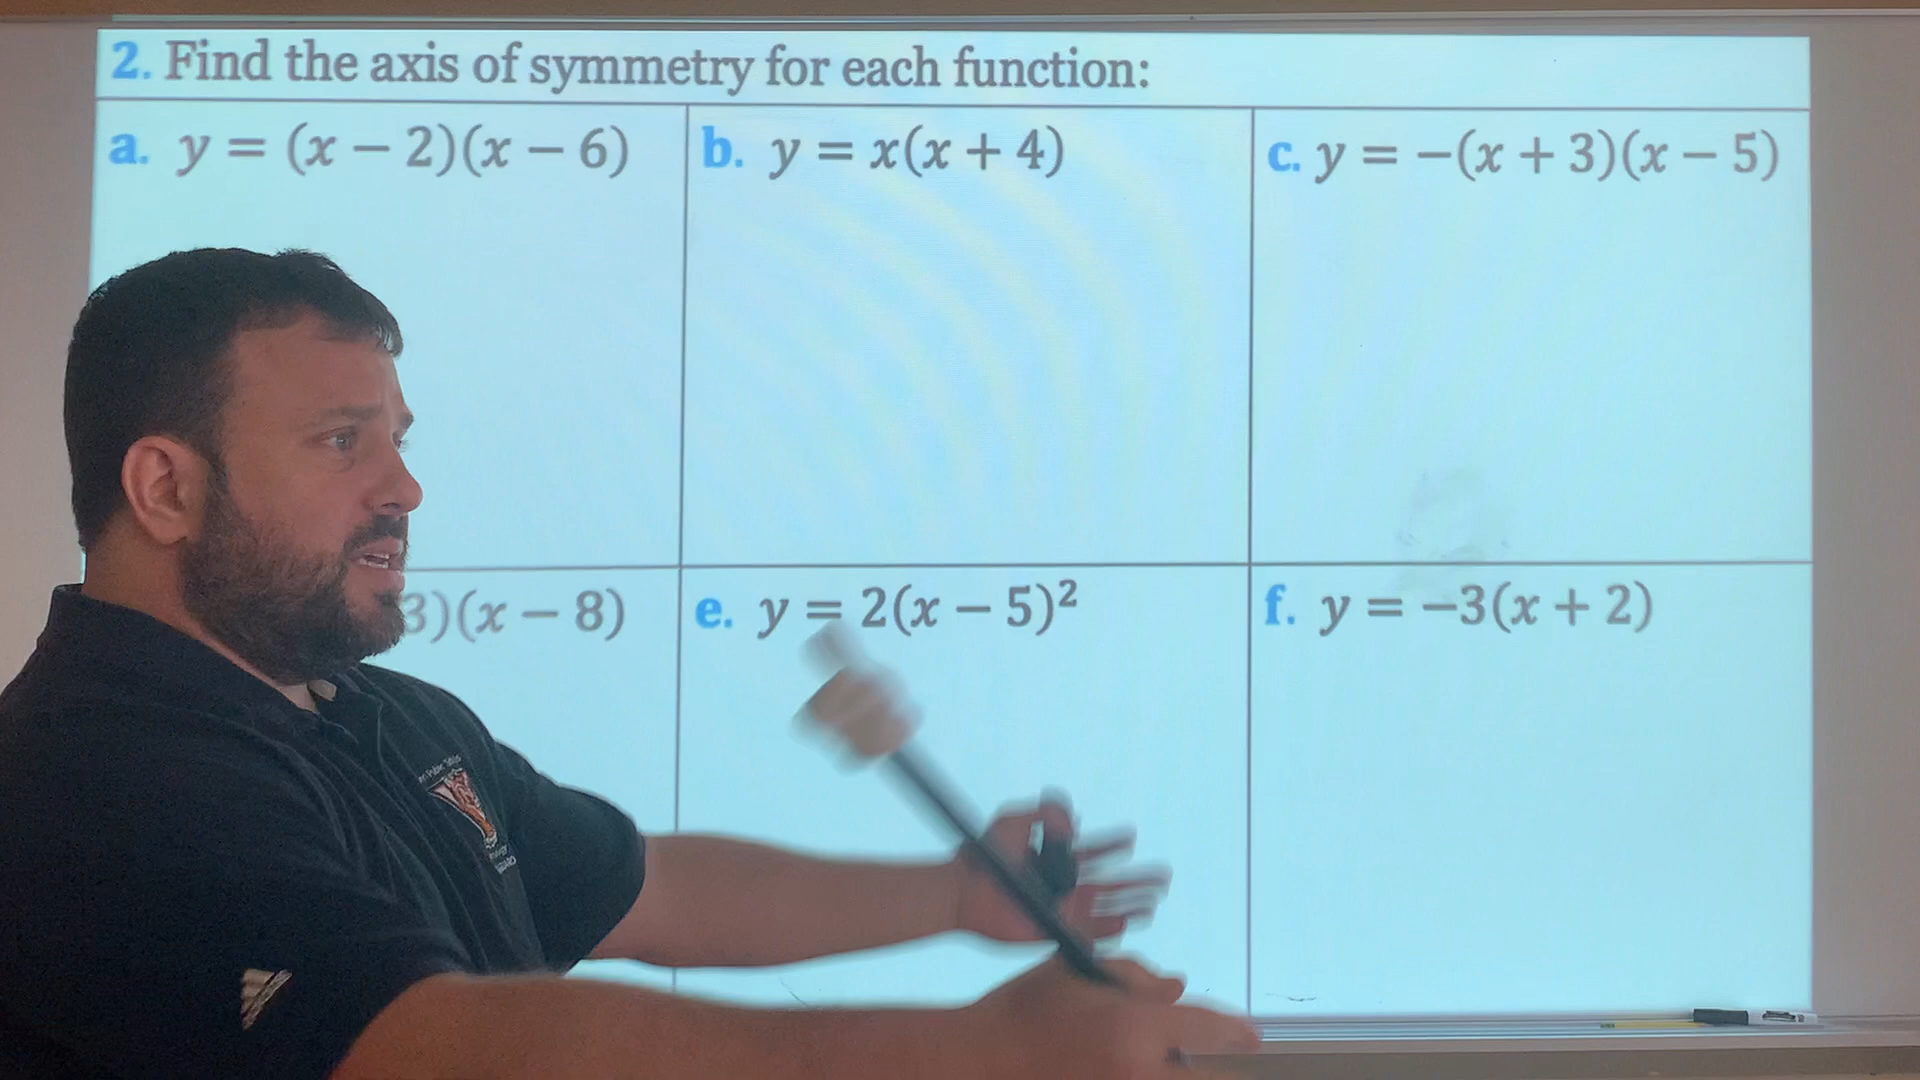 2. Find the axis of symmetry for each function:
a. y = (x − 2)(x − 6)
b. y = x(x + 4)
c. y = −(x + 3)(x − 5)
3)(x − 8)
e. y = 2(x − 5)²
f. y = −3(x + 2)